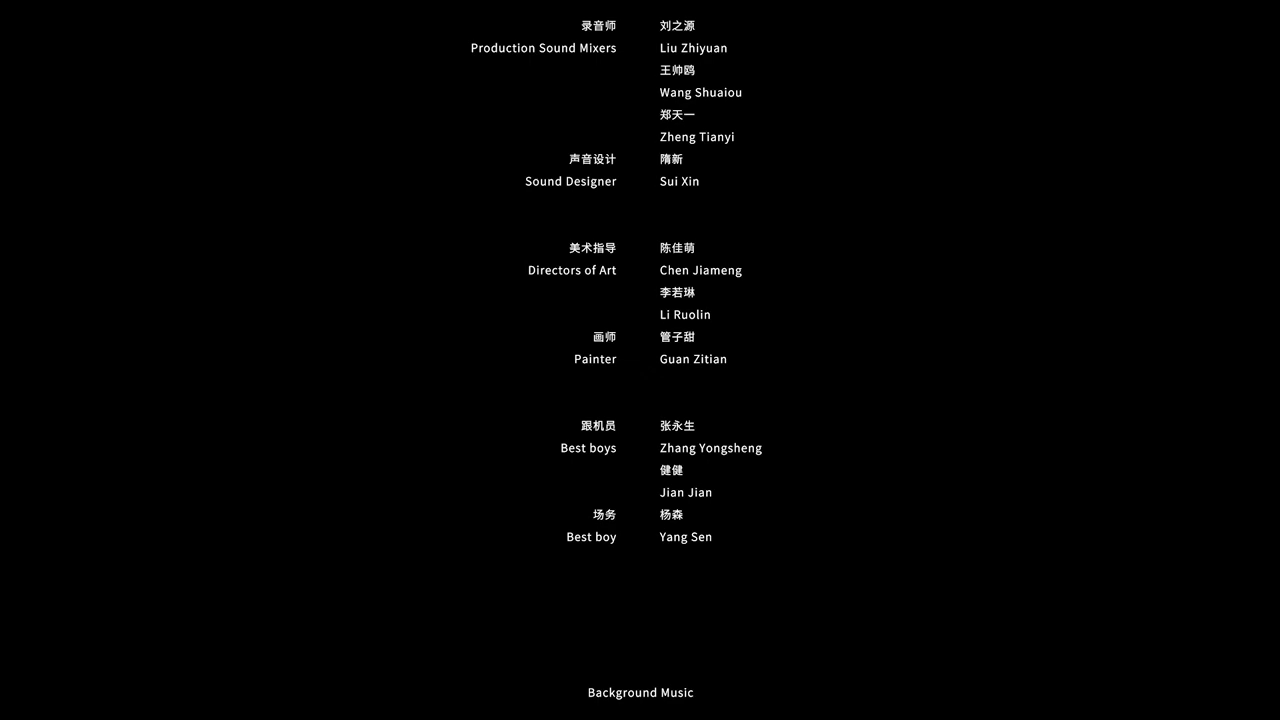 录音师 刘之源
Production Sound Mixers Liu Zhiyuan
王帅鸥
Wang Shuaiou
郑天一
Zheng Tianyi
声音设计 隋新
Sound Designer Sui Xin
美术指导 陈佳萌
Directors of Art Chen Jiameng
李若琳
Li Ruolin
画师 管子甜
Painter Guan Zitian
跟机员 张永生
Best boys Zhang Yongsheng
健健
Jian Jian
场务 杨森
Best boy Yang Sen
Background Music